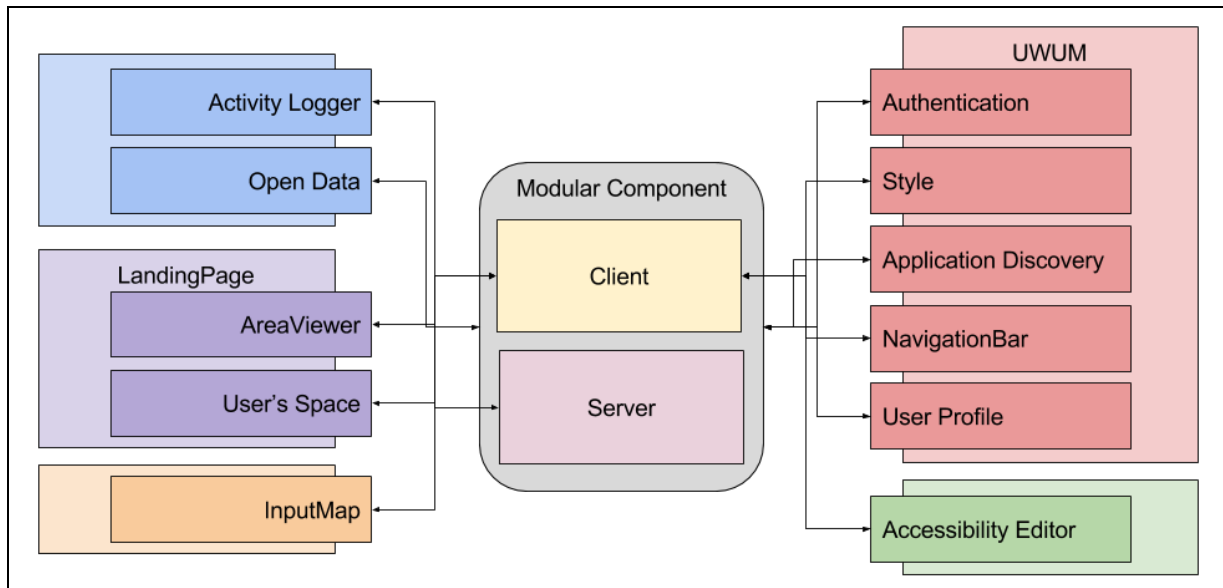 Activity Logger
Open Data
LandingPage
AreaViewer
User’s Space
InputMap
Modular Component
Client
Server
UWUM
Authentication
Style
Application Discovery
NavigationBar
User Profile
Accessibility Editor